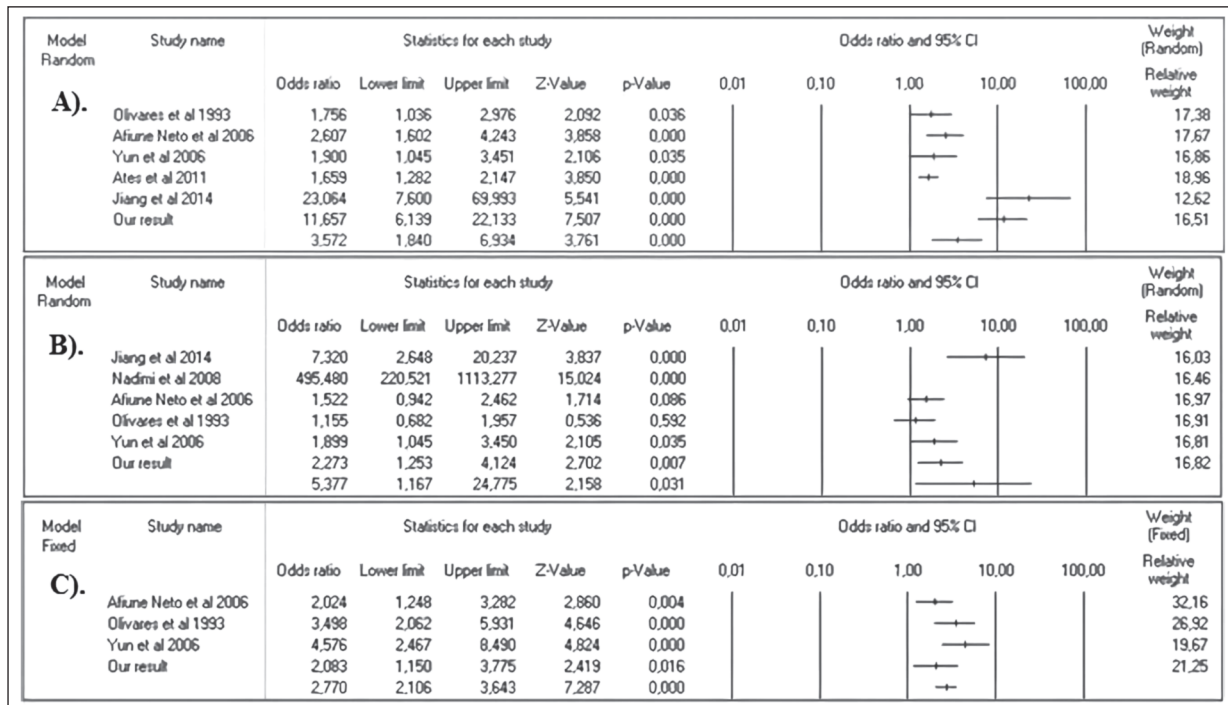 Model Study name Statistics for each study Odds ratio and 95% CI Weight
Random (Random)
Odds ratio Lower limit Upper limit Z-Value p-Value 0,01 0,10 1,00 10,00 100,00 Relative
weight
A).
Olivares et al 1993 1,756 1,036 2,976 2,092 0,036 17,38
Afiune Neto et al 2006 2,607 1,602 4,243 3,858 0,000 17,67
Yun et al 2006 1,900 1,045 3,451 2,106 0,035 16,86
Ates et al 2011 1,659 1,282 2,147 3,850 0,000 18,96
Jiang et al 2014 23,064 7,600 69,993 5,541 0,000 12,62
Our result 11,657 6,139 22,133 7,507 0,000 16,51
3,572 1,840 6,934 3,761 0,000
Model Study name Statistics for each study Odds ratio and 95% CI Weight
Random (Random)
Odds ratio Lower limit Upper limit Z-Value p-Value 0,01 0,10 1,00 10,00 100,00 Relative
weight
B).
Jiang et al 2014 7,320 2,648 20,237 3,837 0,000 16,03
Nadimi et al 2008 495,480 220,521 1113,277 15,024 0,000 16,46
Afiune Neto et al 2006 1,522 0,942 2,462 1,714 0,086 16,97
Olivares et al 1993 1,155 0,682 1,957 0,536 0,592 16,91
Yun et al 2006 1,899 1,045 3,450 2,105 0,035 16,81
Our result 2,273 1,253 4,124 2,702 0,007 16,82
5,377 1,167 24,775 2,158 0,031
Model Study name Statistics for each study Odds ratio and 95% CI Weight
Fixed (Fixed)
Odds ratio Lower limit Upper limit Z-Value p-Value 0,01 0,10 1,00 10,00 100,00 Relative
weight
C).
Afiune Neto et al 2006 2,024 1,248 3,282 2,860 0,004 32,16
Olivares et al 1993 3,498 2,062 5,931 4,646 0,000 26,92
Yun et al 2006 4,576 2,467 8,490 4,824 0,000 19,67
Our result 2,083 1,150 3,775 2,419 0,016 21,25
2,770 2,106 3,643 7,287 0,000